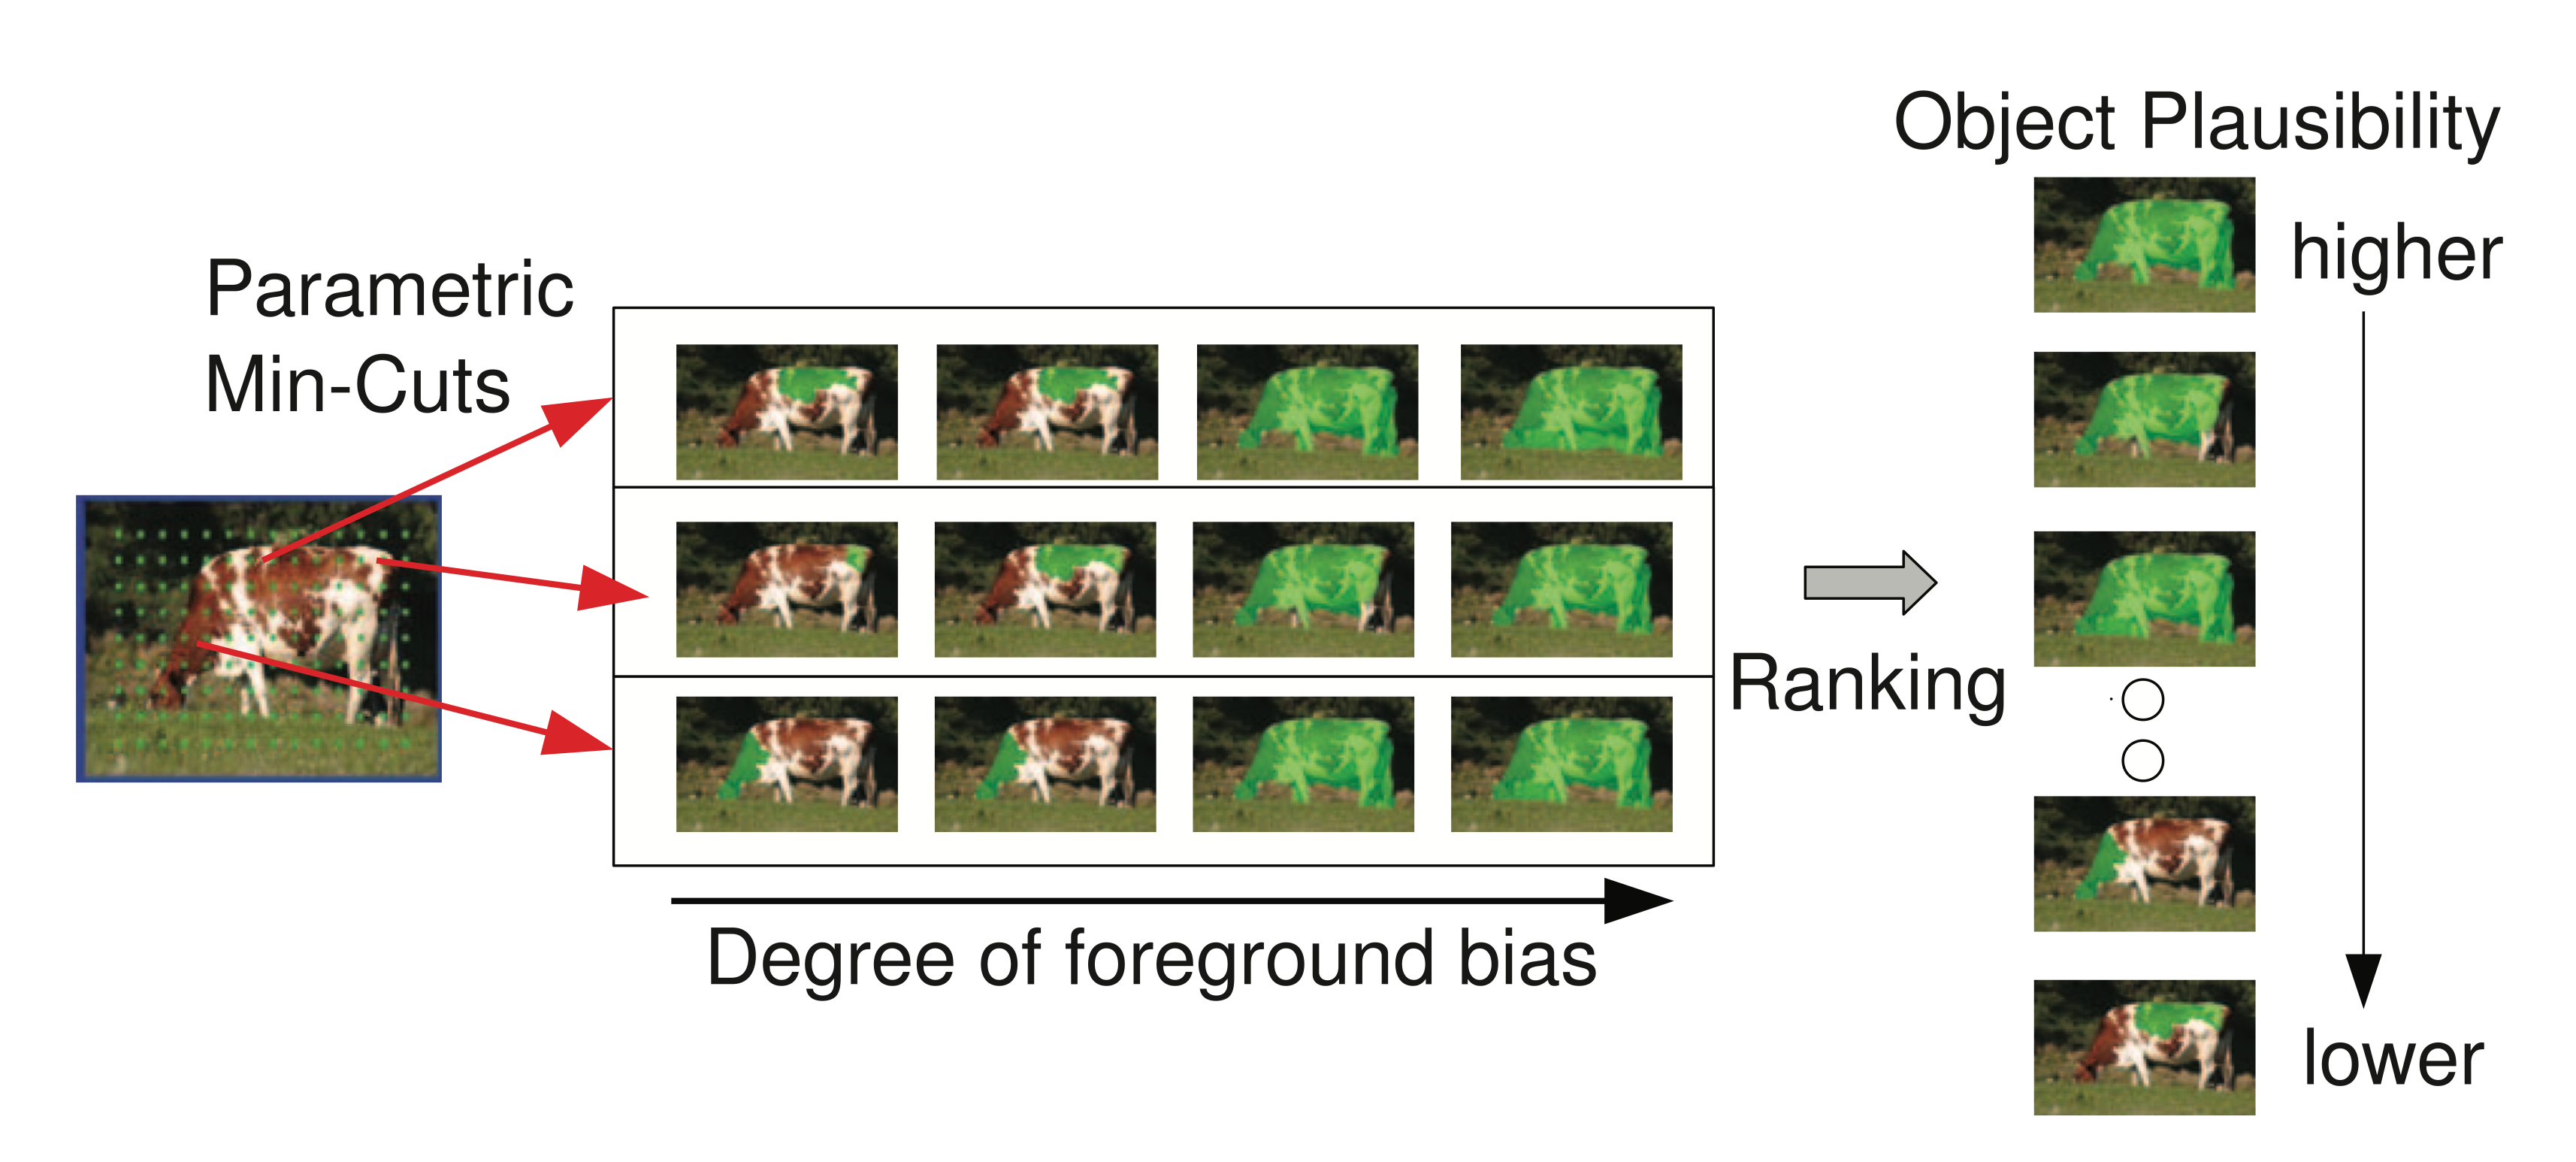 Parametric
Min-Cuts
Degree of foreground bias
Ranking
Object Plausibility
higher
lower